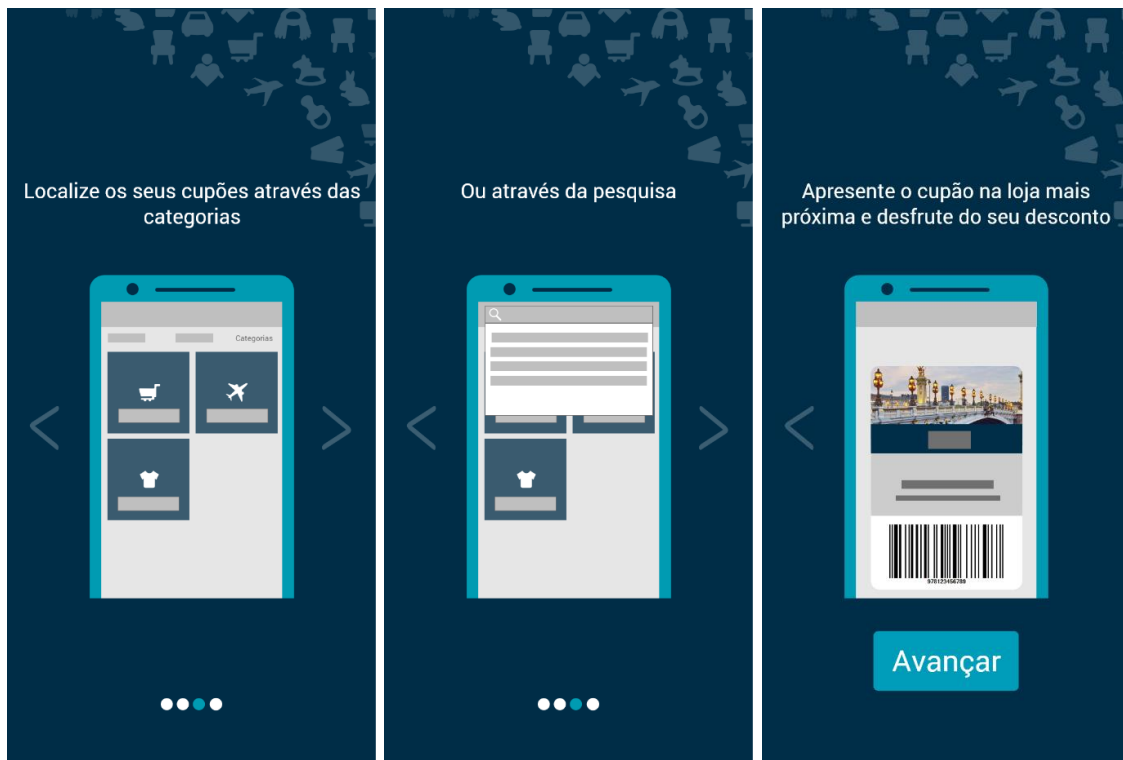 Localize os seus cupões através das
categorias
Categorias
Ou através da pesquisa
Apresente o cupão na loja mais
próxima e desfrute do seu desconto
978123456789
Avançar